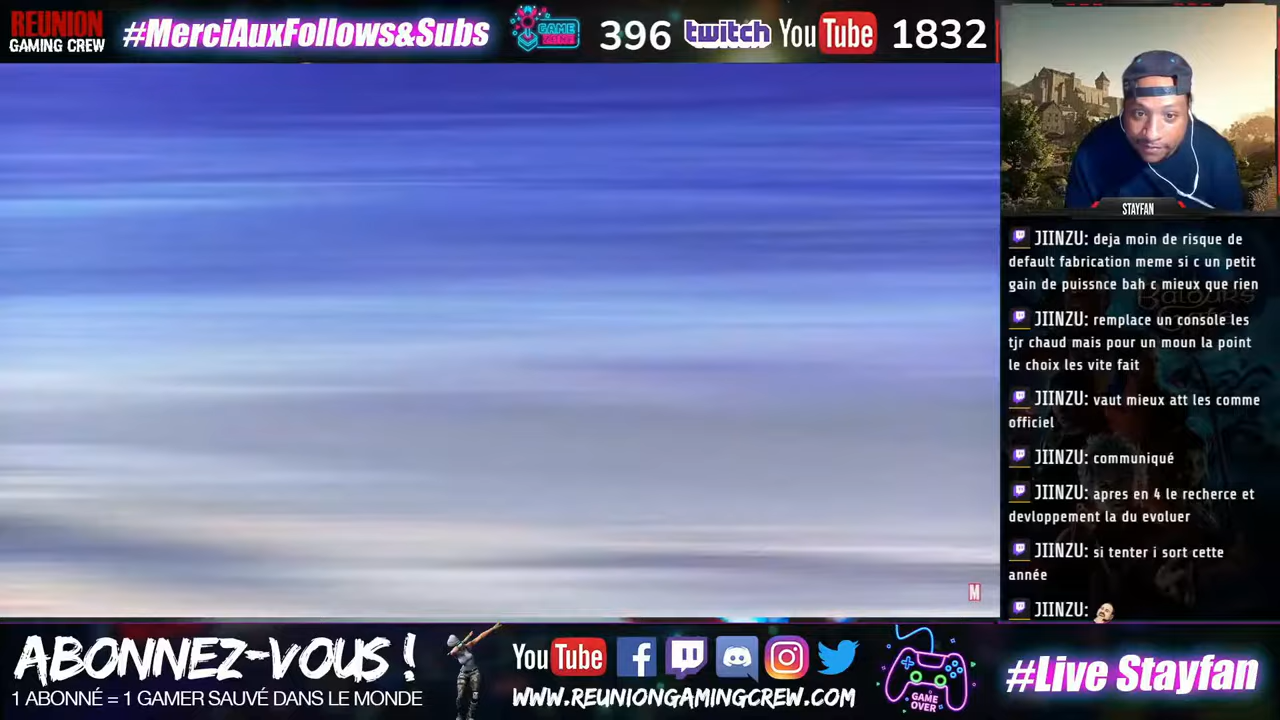 REUNION
GAMING CREW
#MerciAuxFollows&Subs
GAME
396
twitch
YouTube
1832
STAYFAN
JIINZU: deja moin de risque de
default fabrication meme si c un petit
gain de puissnce bah c mieux que rien
JIINZU: remplace un console les
tjr chaud mais pour un moun la point
le choix les vite fait
JIINZU: vaut mieux att les comme
officiel
JIINZU: communiqué
JIINZU: apres en 4 le recherce et
devloppement la du evoluer
JIINZU: si tenter i sort cette
année
JIINZU:
M
ABONNEZ-VOUS !
1 ABONNÉ = 1 GAMER SAUVÉ DANS LE MONDE
YouTube
WWW.REUNIONGAMINGCREW.COM
GAME
OVER
#Live Stayfan